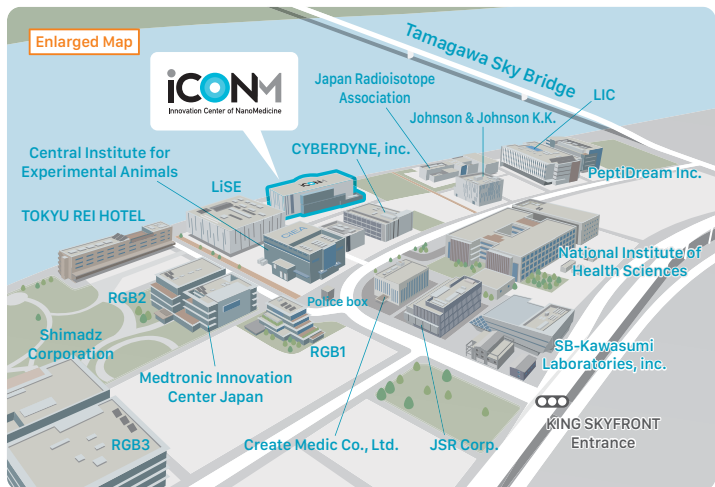 Enlarged Map
iCONM
Innovation Center of NanoMedicine
Tamagawa Sky Bridge
Japan Radioisotope
Association
LIC
Johnson & Johnson K.K.
Central Institute for
Experimental Animals
CYBERDYNE, inc.
PeptiDream Inc.
LiSE
iCONM
TOKYU REI HOTEL
CIEA
National Institute of
Health Sciences
RGB2
Police box
Shimadz
Corporation
RGB1
SB-Kawasumi
Laboratories, inc.
Medtronic Innovation
Center Japan
KING SKYFRONT
Entrance
RGB3
Create Medic Co., Ltd.
JSR Corp.